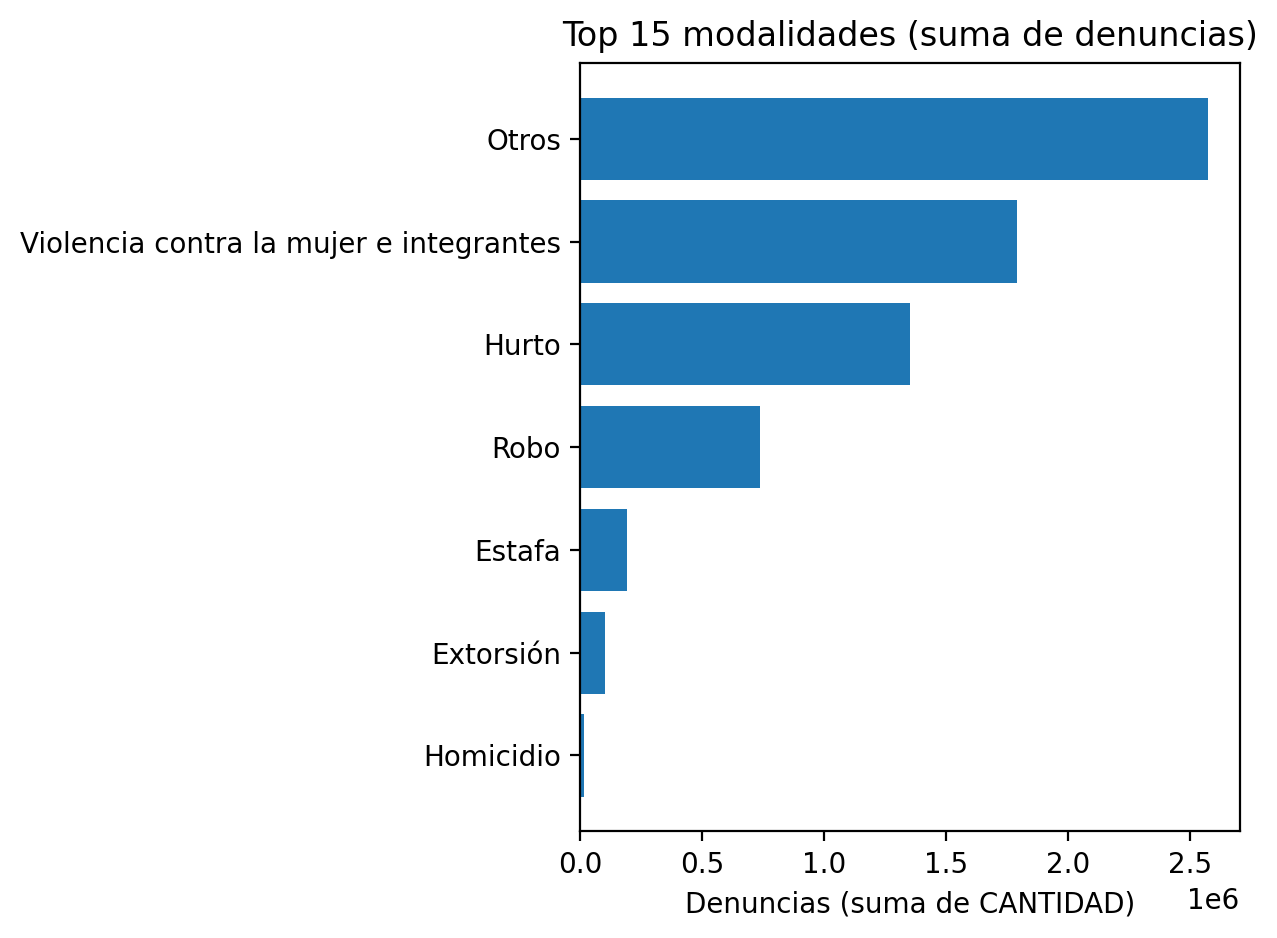 Top 15 modalidades (suma de denuncias)
Otros
Violencia contra la mujer e integrantes
Hurto
Robo
Estafa
Extorsión
Homicidio
0.0 0.5 1.0 1.5 2.0 2.5
1e6
Denuncias (suma de CANTIDAD)